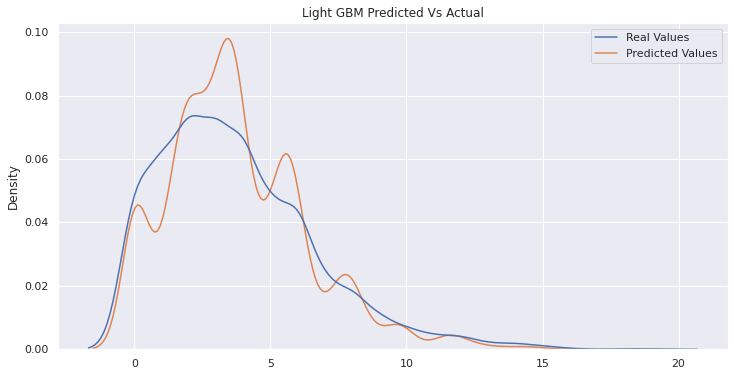 Light GBM Predicted Vs Actual
Real Values
Predicted Values
0.10
0.08
0.06
0.04
0.02
0.00
Density
0 5 10 15 20